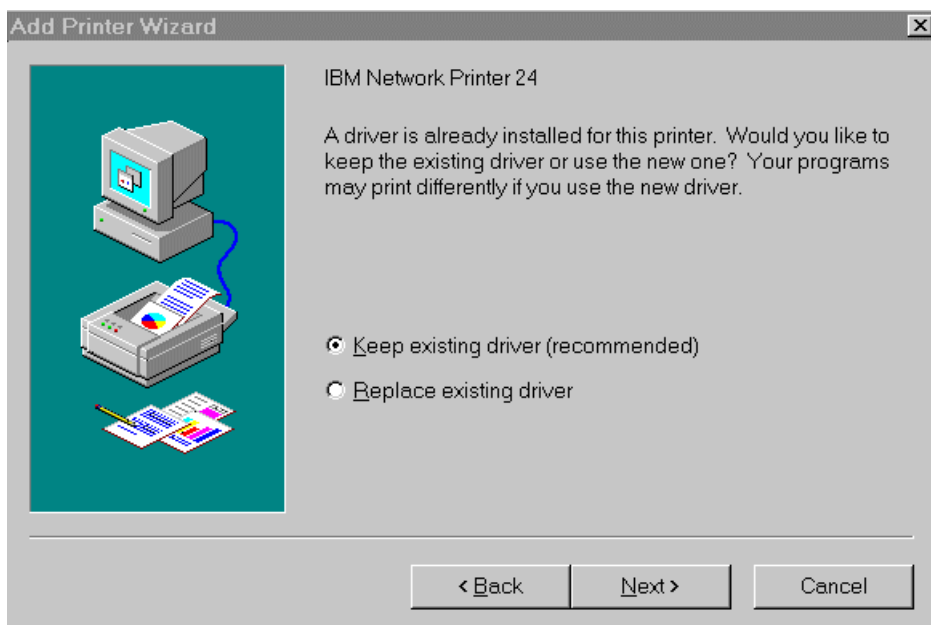 Add Printer Wizard
IBM Network Printer 24
A driver is already installed for this printer. Would you like to
keep the existing driver or use the new one? Your programs
may print differently if you use the new driver.
Keep existing driver (recommended)
Replace existing driver
< Back
Next >
Cancel